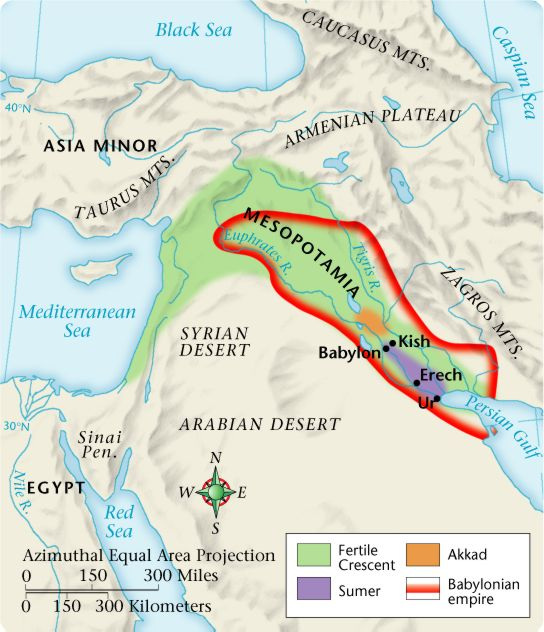 Black Sea
CAUCASUS MTS.
Caspian Sea
40°N
ASIA MINOR
ARMENIAN PLATEAU
TAURUS MTS.
MESOPOTAMIA
Euphrates R.
Tigris R.
ZAGROS MTS.
Mediterranean
Sea
SYRIAN
DESERT
Kish
Babylon
Erech
Ur
Persian Gulf
ARABIAN DESERT
30°N
Sinai
Pen.
EGYPT
Nile R.
Red
Sea
N
W E
S
Azimuthal Equal Area Projection
0 150 300 Miles
0 150 300 Kilometers
Fertile
Crescent
Akkad
Sumer
Babylonian
empire